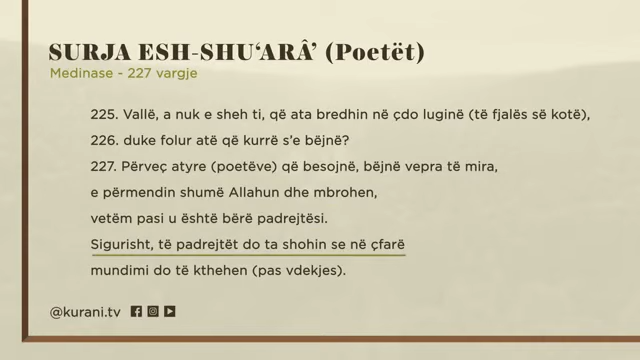 SURJA ESH-SHU‘ARÂ’ (Poetët)
Medinase - 227 vargje
225. Vallë, a nuk e sheh ti, që ata bredhin në çdo luginë (të fjalës së kotë),
226. duke folur atë që kurrë s’e bëjnë?
227. Përveç atyre (poetëve) që besojnë, bëjnë vepra të mira,
e përmendin shumë Allahun dhe mbrohen,
vetëm pasi u është bërë padrejtësi.
Sigurisht, të padrejtët do ta shohin se në çfarë
mundimi do të kthehen (pas vdekjes).
@kurani.tv